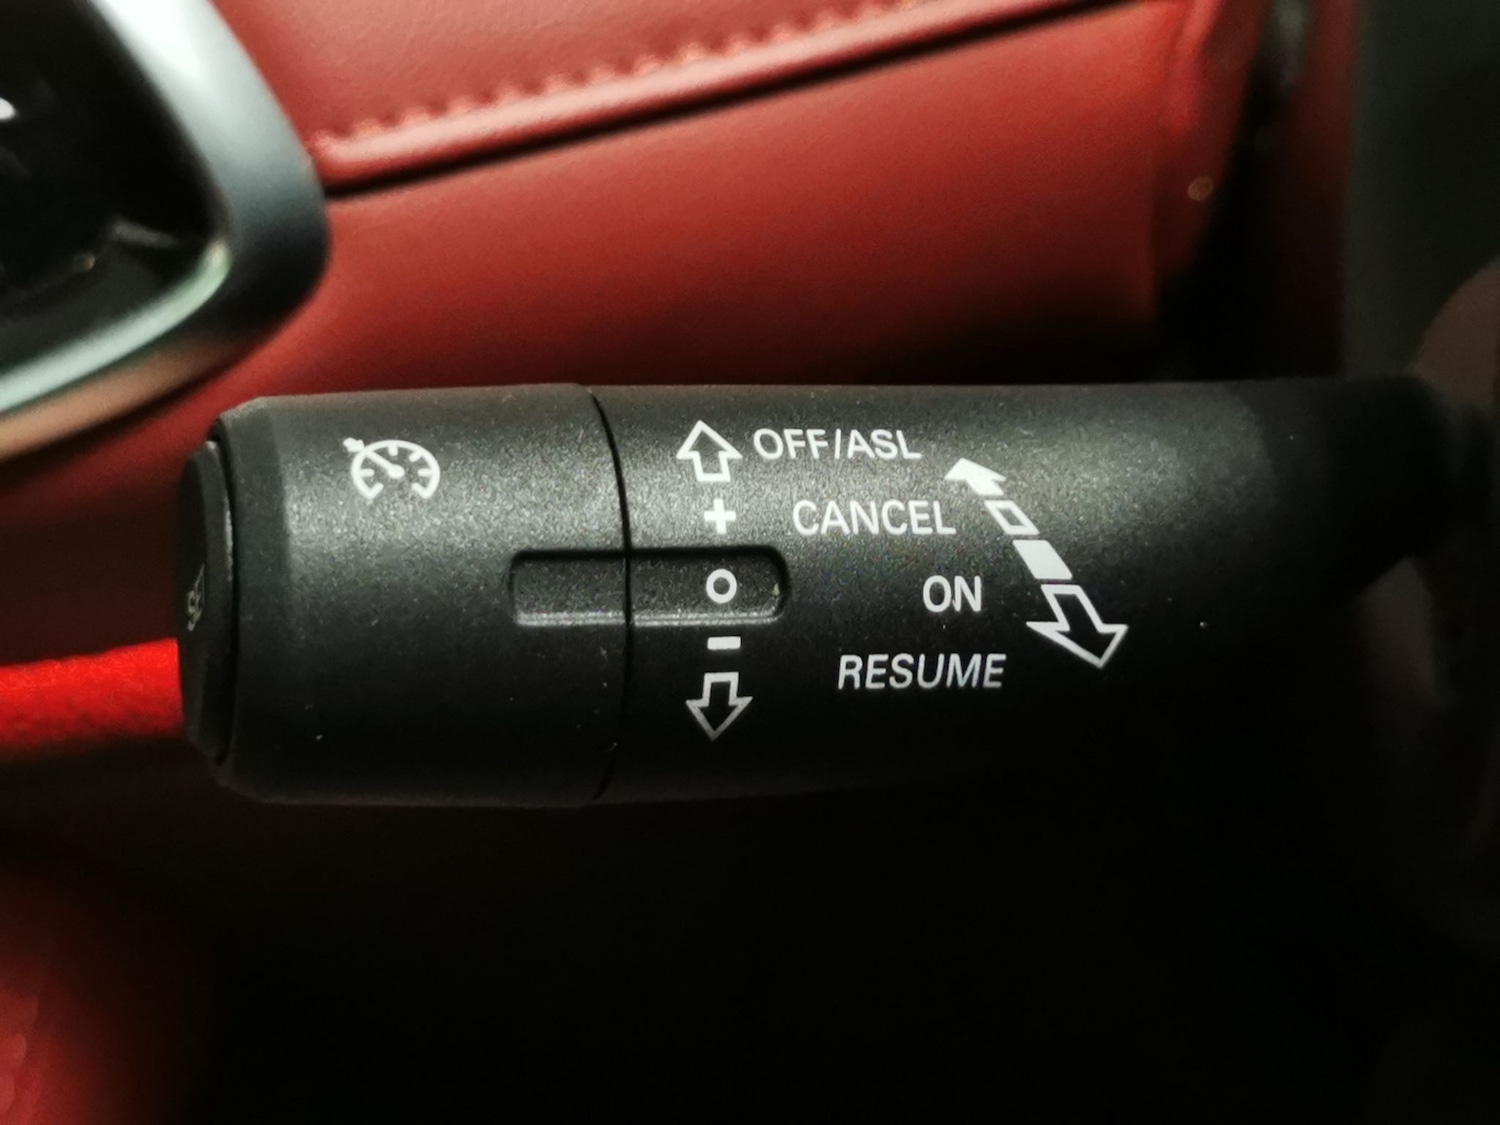 OFF/ASL
+ CANCEL
O ON
− RESUME